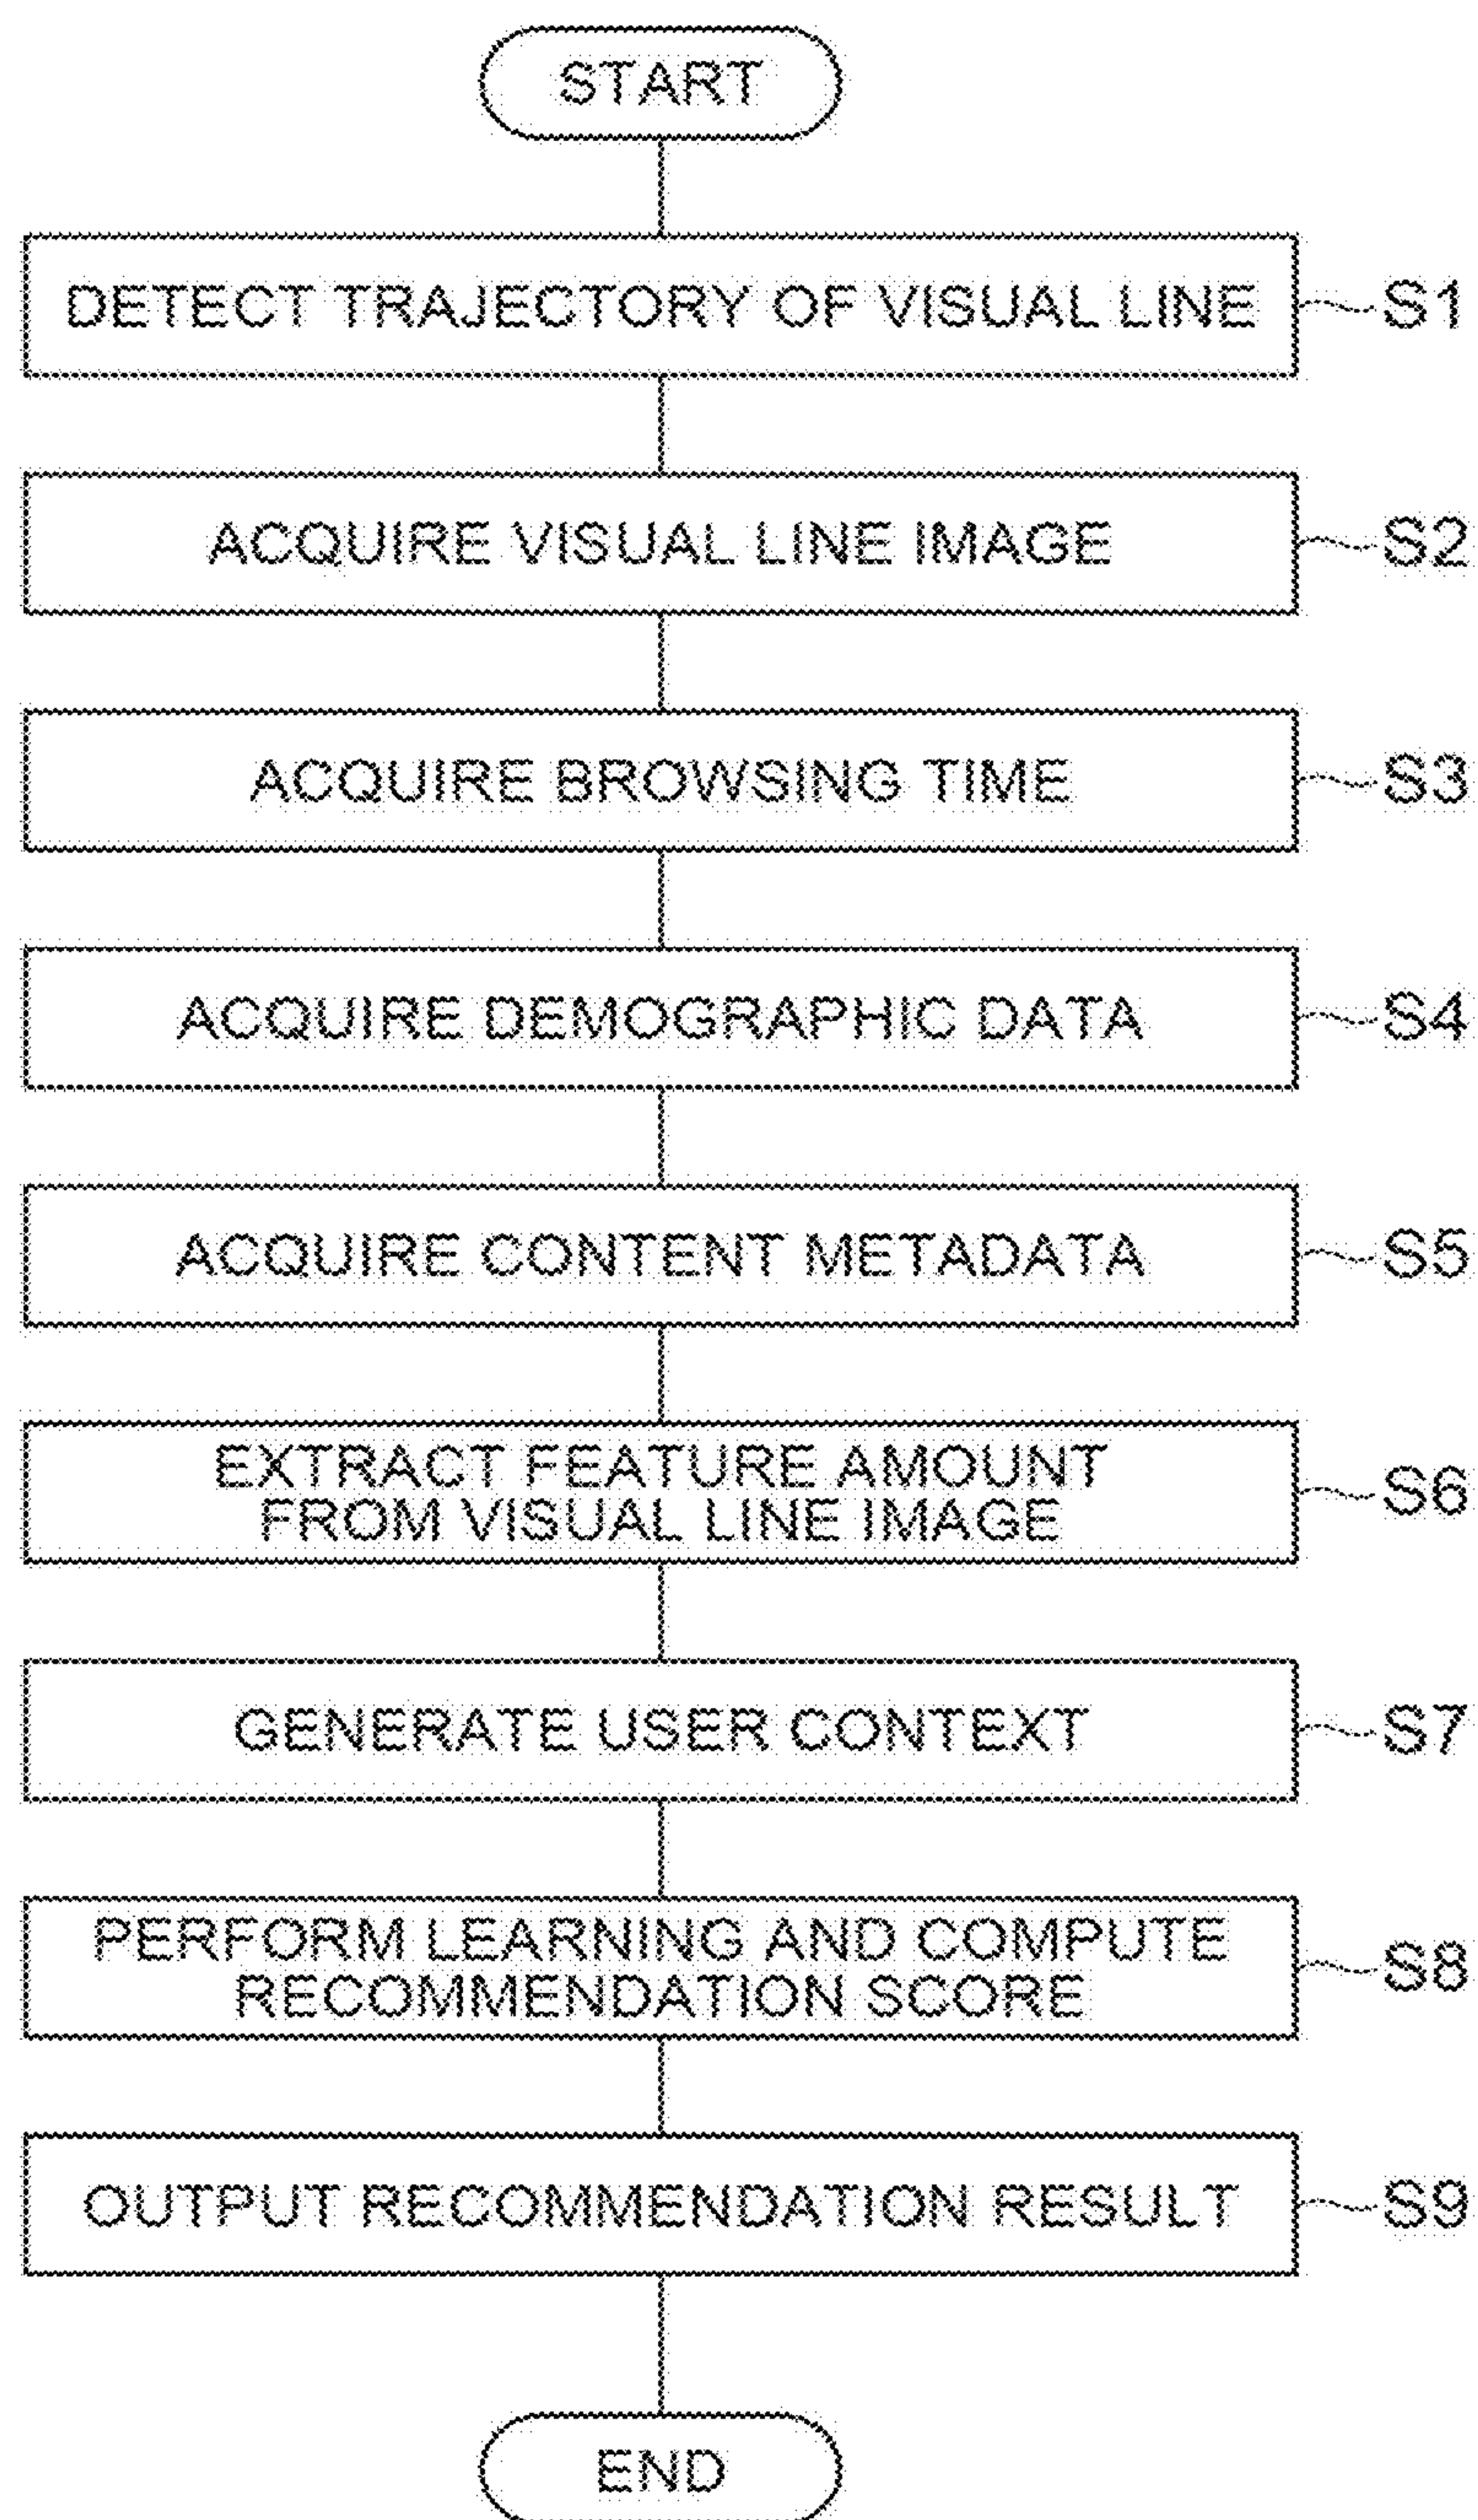 START
DETECT TRAJECTORY OF VISUAL LINE
S1
ACQUIRE VISUAL LINE IMAGE
S2
ACQUIRE BROWSING TIME
S3
ACQUIRE DEMOGRAPHIC DATA
S4
ACQUIRE CONTENT METADATA
S5
EXTRACT FEATURE AMOUNT
FROM VISUAL LINE IMAGE
S6
GENERATE USER CONTEXT
S7
PERFORM LEARNING AND COMPUTE
RECOMMENDATION SCORE
S8
OUTPUT RECOMMENDATION RESULT
S9
END